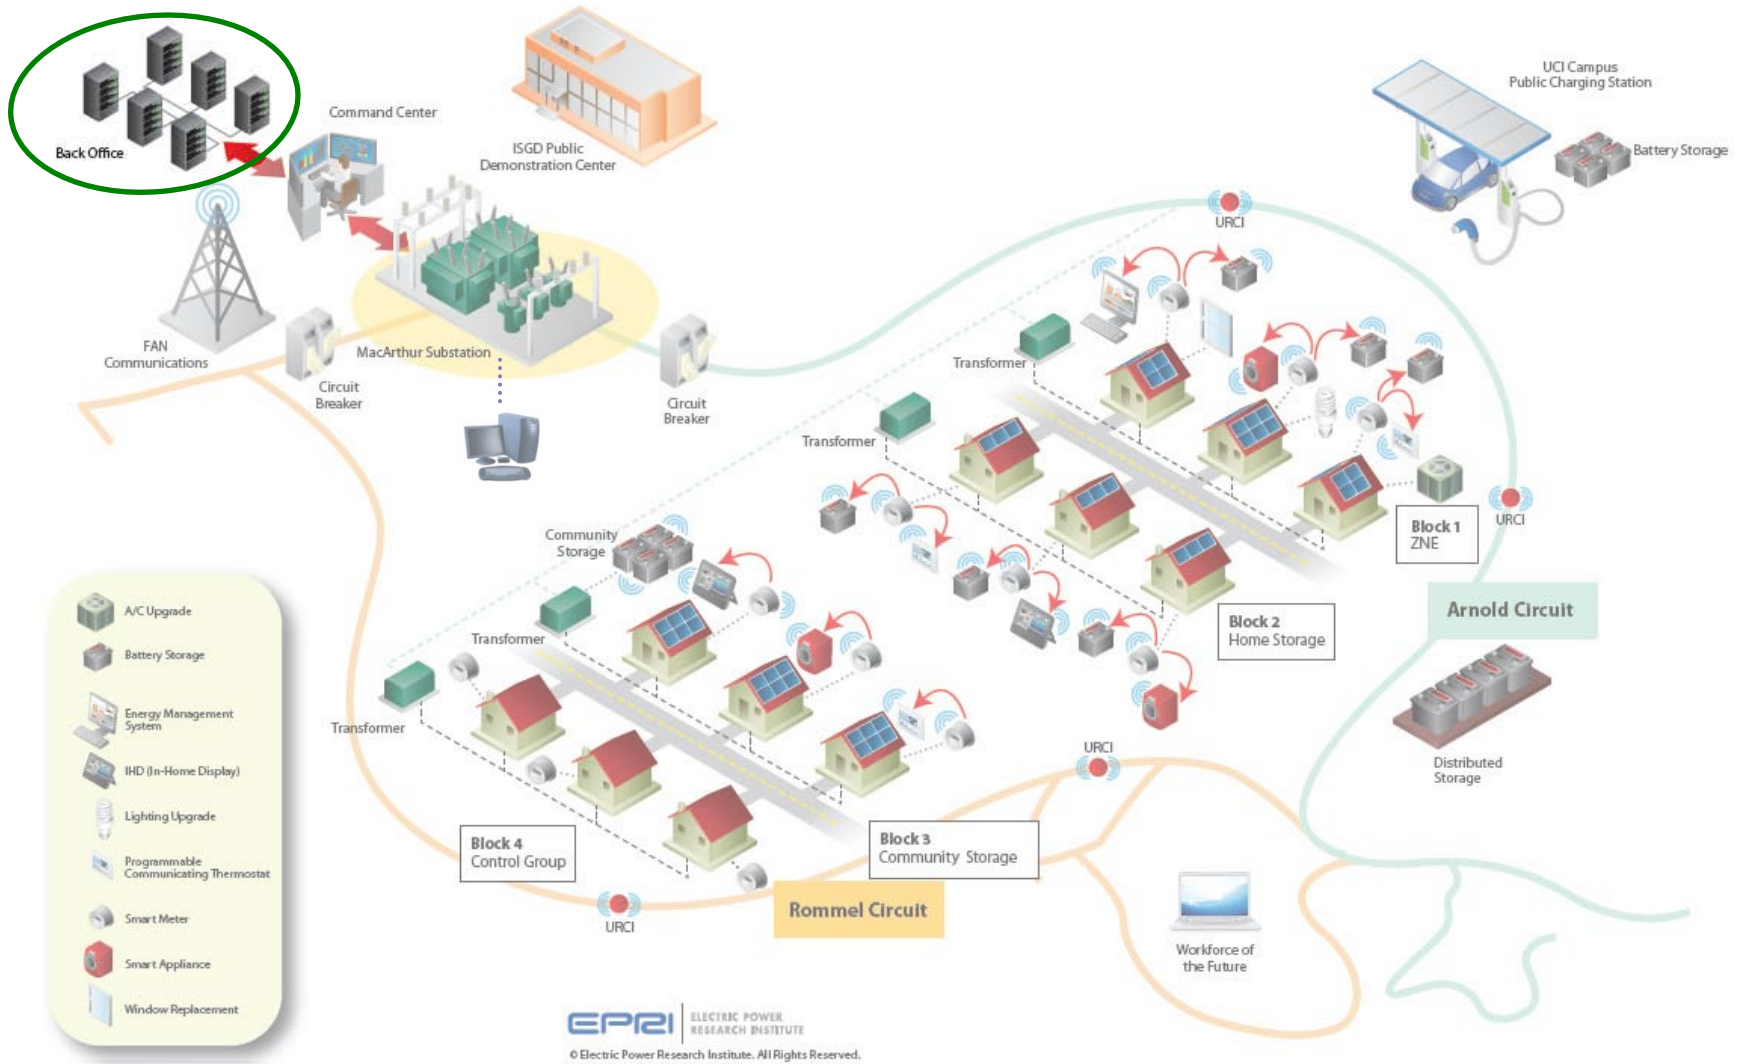 Back Office
Command Center
ISGD Public
Demonstration Center
UCI Campus
Public Charging Station
Battery Storage
URCI
FAN
Communications
Circuit
Breaker
MacArthur Substation
Circuit
Breaker
Transformer
Transformer
Block 1
ZNE
URCI
Community
Storage
Arnold Circuit
Block 2
Home Storage
Transformer
Transformer
A/C Upgrade
Battery Storage
Energy Management
System
IHD (In-Home Display)
Lighting Upgrade
Programmable
Communicating Thermostat
Smart Meter
Smart Appliance
Window Replacement
URCI
Distributed
Storage
Block 4
Control Group
Block 3
Community Storage
Rommel Circuit
URCI
Workforce of
the Future
EPRI
ELECTRIC POWER
RESEARCH INSTITUTE
© Electric Power Research Institute. All Rights Reserved.